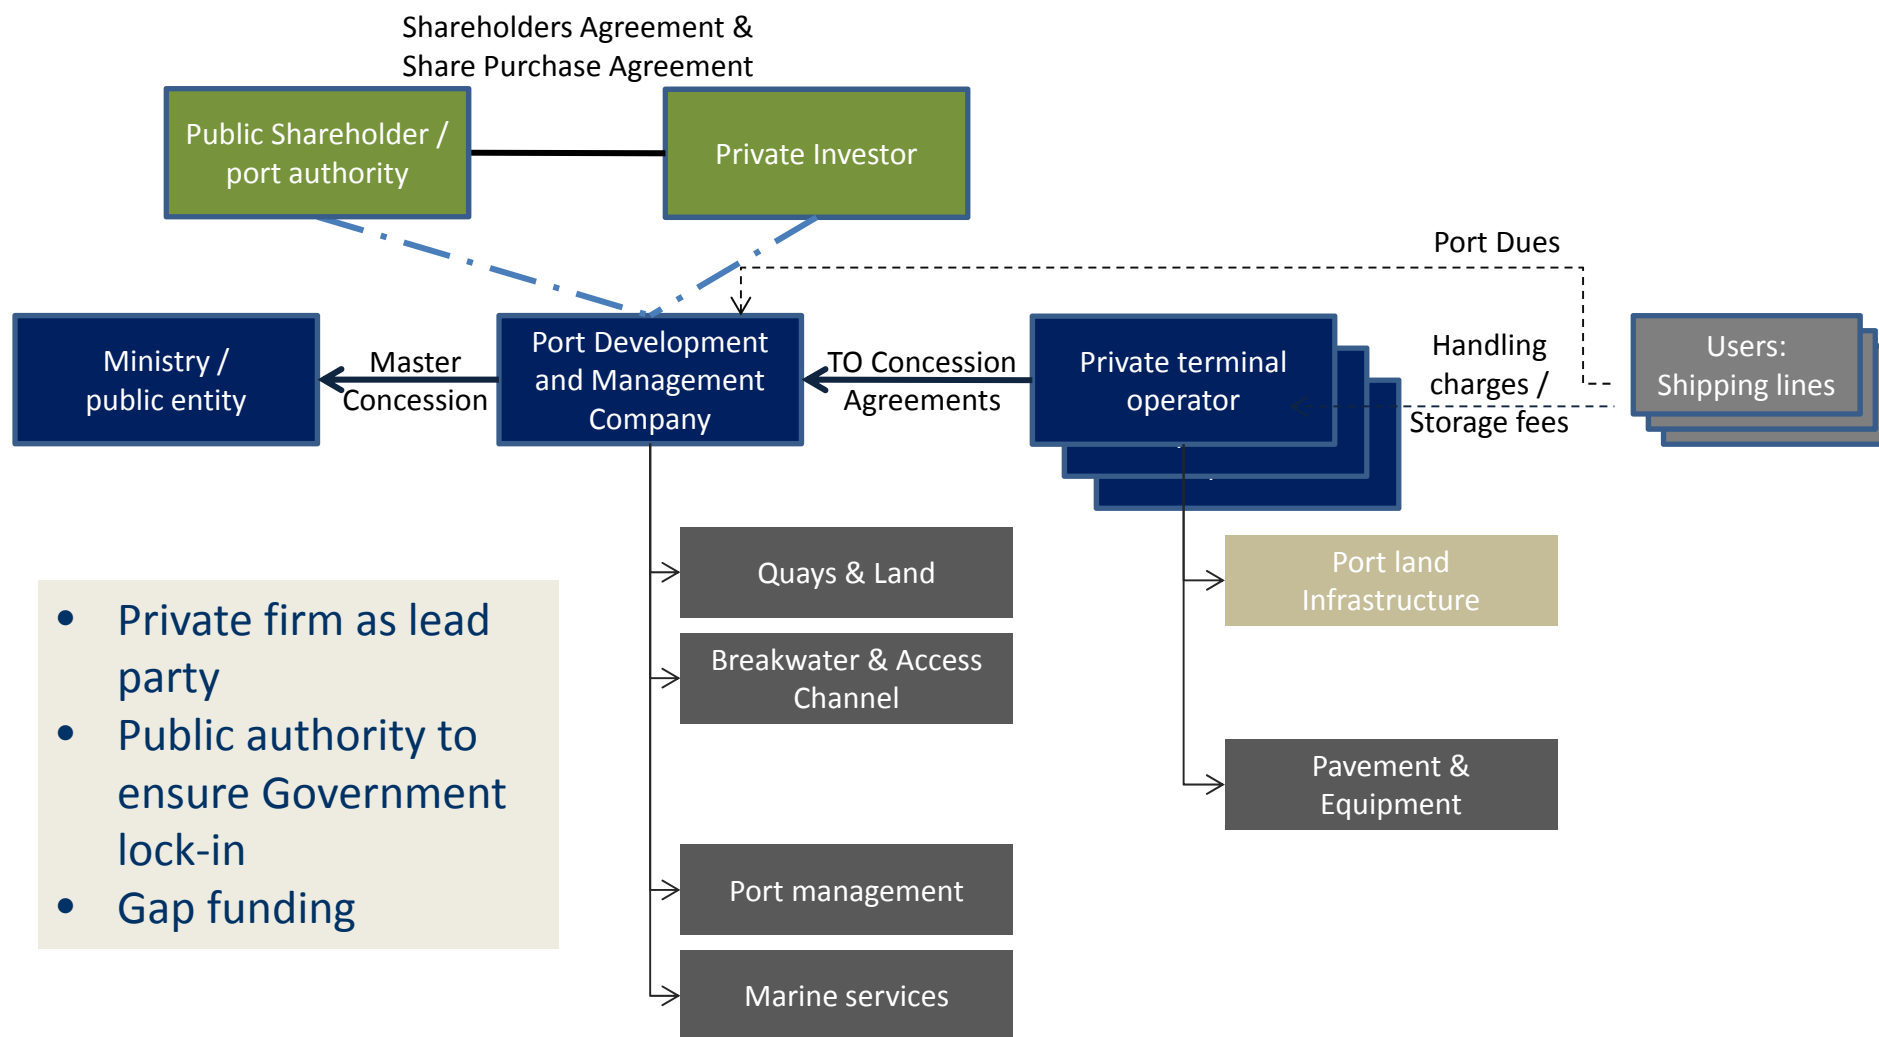 Shareholders Agreement &
Share Purchase Agreement
Public Shareholder /
port authority
Private Investor
Port Dues
Ministry /
public entity
Master
Concession
Port Development
and Management
Company
TO Concession
Agreements
Private terminal
operator
Handling
charges /
Storage fees
Users:
Shipping lines
Quays & Land
Breakwater & Access
Channel
Port management
Marine services
Port land
Infrastructure
Pavement &
Equipment
• Private firm as lead
party
• Public authority to
ensure Government
lock-in
• Gap funding